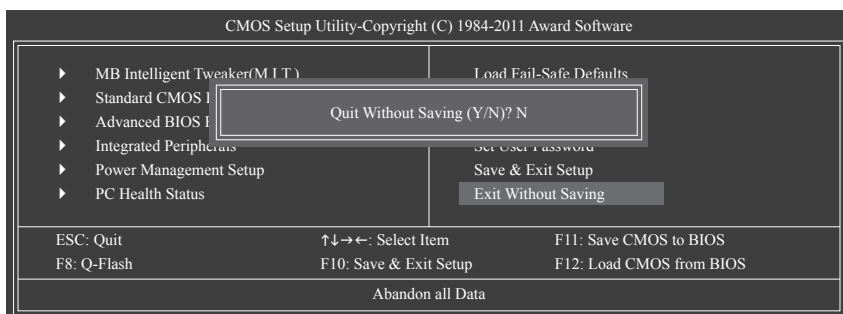 CMOS Setup Utility-Copyright (C) 1984-2011 Award Software
MB Intelligent Tweaker(M.I.T.)
Standard CMOS
Advanced BIOS
Integrated Peripherals
Power Management Setup
PC Health Status
Load Fail-Safe Defaults
Set User Password
Save & Exit Setup
Exit Without Saving
Quit Without Saving (Y/N)? N
ESC: Quit
↑↓→←: Select Item
F11: Save CMOS to BIOS
F8: Q-Flash
F10: Save & Exit Setup
F12: Load CMOS from BIOS
Abandon all Data